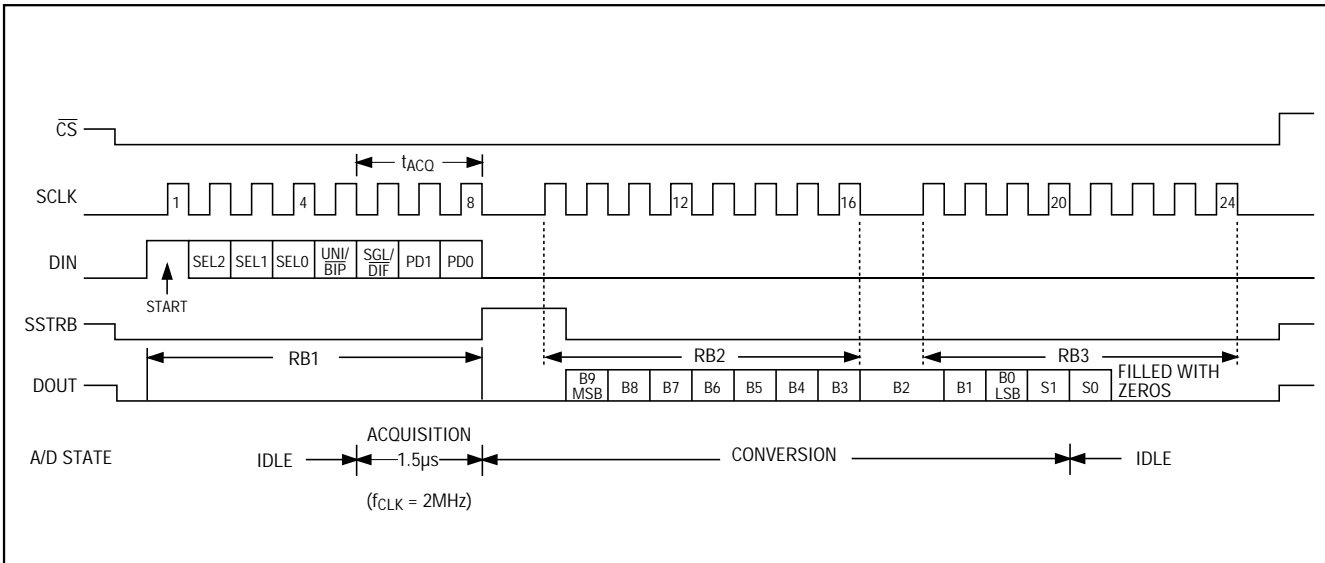 CS
tACQ
SCLK 1 4 8 12 16 20 24
DIN SEL2 SEL1 SEL0 UNI/BIP SGL/DIF PD1 PD0
START
SSTRB
RB1 RB2 RB3
DOUT B9 MSB B8 B7 B6 B5 B4 B3 B2 B1 B0 LSB S1 S0 FILLED WITH ZEROS
A/D STATE IDLE ACQUISITION 1.5µs CONVERSION IDLE
(fCLK = 2MHz)